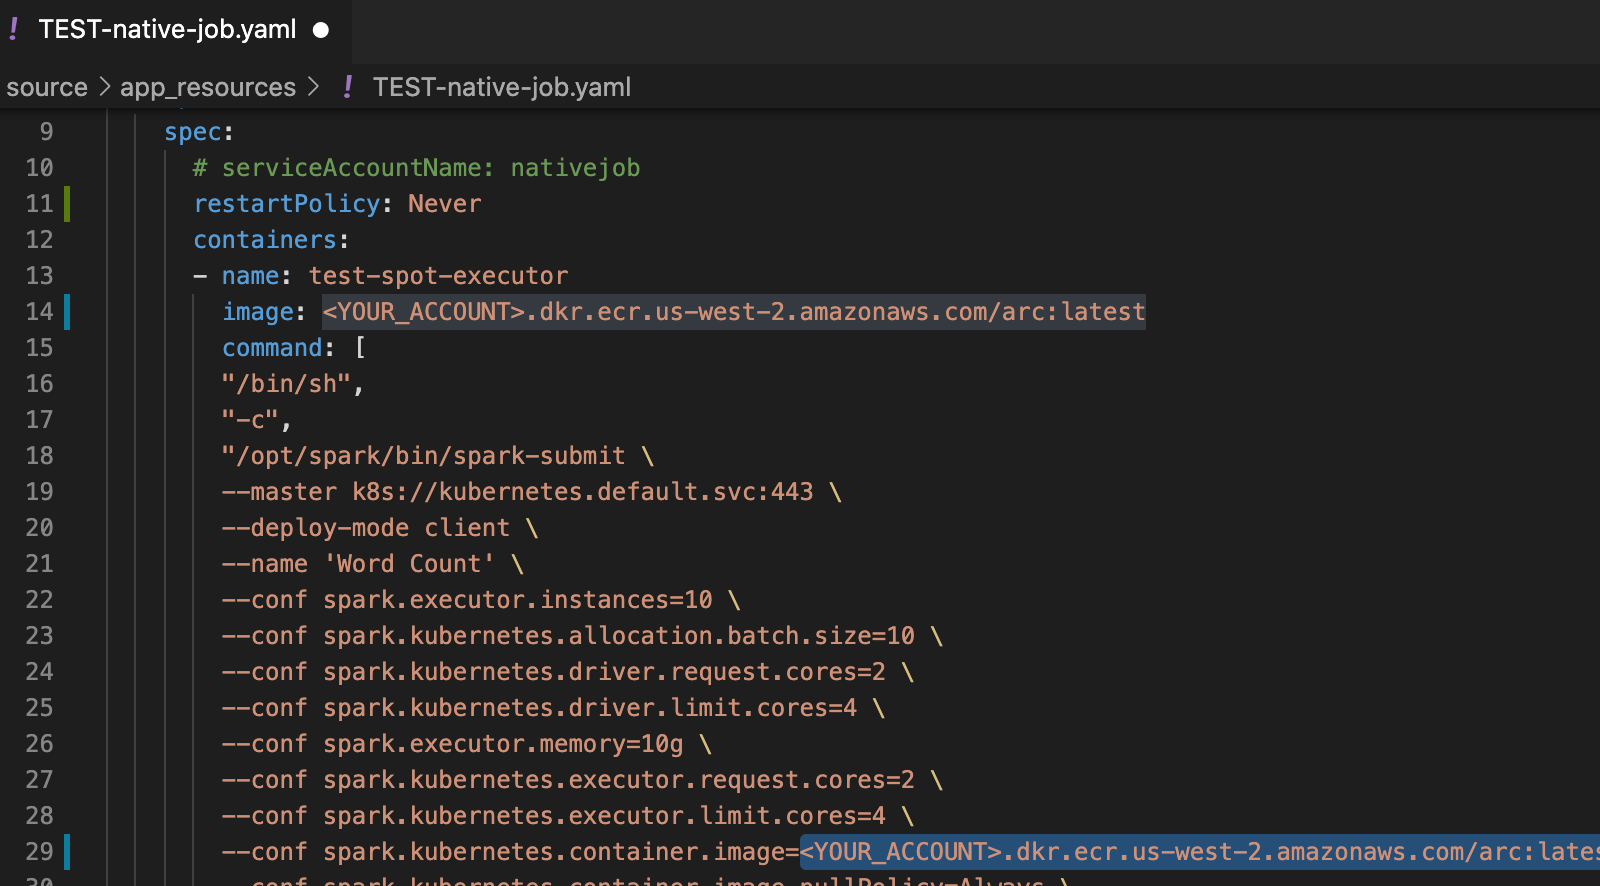 ! TEST-native-job.yaml ●
source > app_resources > ! TEST-native-job.yaml
9 spec:
10 # serviceAccountName: nativejob
11 restartPolicy: Never
12 containers:
13 - name: test-spot-executor
14 image: <YOUR_ACCOUNT>.dkr.ecr.us-west-2.amazonaws.com/arc:latest
15 command: [
16 "/bin/sh",
17 "-c",
18 "/opt/spark/bin/spark-submit \
19 --master k8s://kubernetes.default.svc:443 \
20 --deploy-mode client \
21 --name 'Word Count' \
22 --conf spark.executor.instances=10 \
23 --conf spark.kubernetes.allocation.batch.size=10 \
24 --conf spark.kubernetes.driver.request.cores=2 \
25 --conf spark.kubernetes.driver.limit.cores=4 \
26 --conf spark.executor.memory=10g \
27 --conf spark.kubernetes.executor.request.cores=2 \
28 --conf spark.kubernetes.executor.limit.cores=4 \
29 --conf spark.kubernetes.container.image=<YOUR_ACCOUNT>.dkr.ecr.us-west-2.amazonaws.com/arc:lates
30 --conf spark.kubernetes.container.image.pullPolicy=Always \